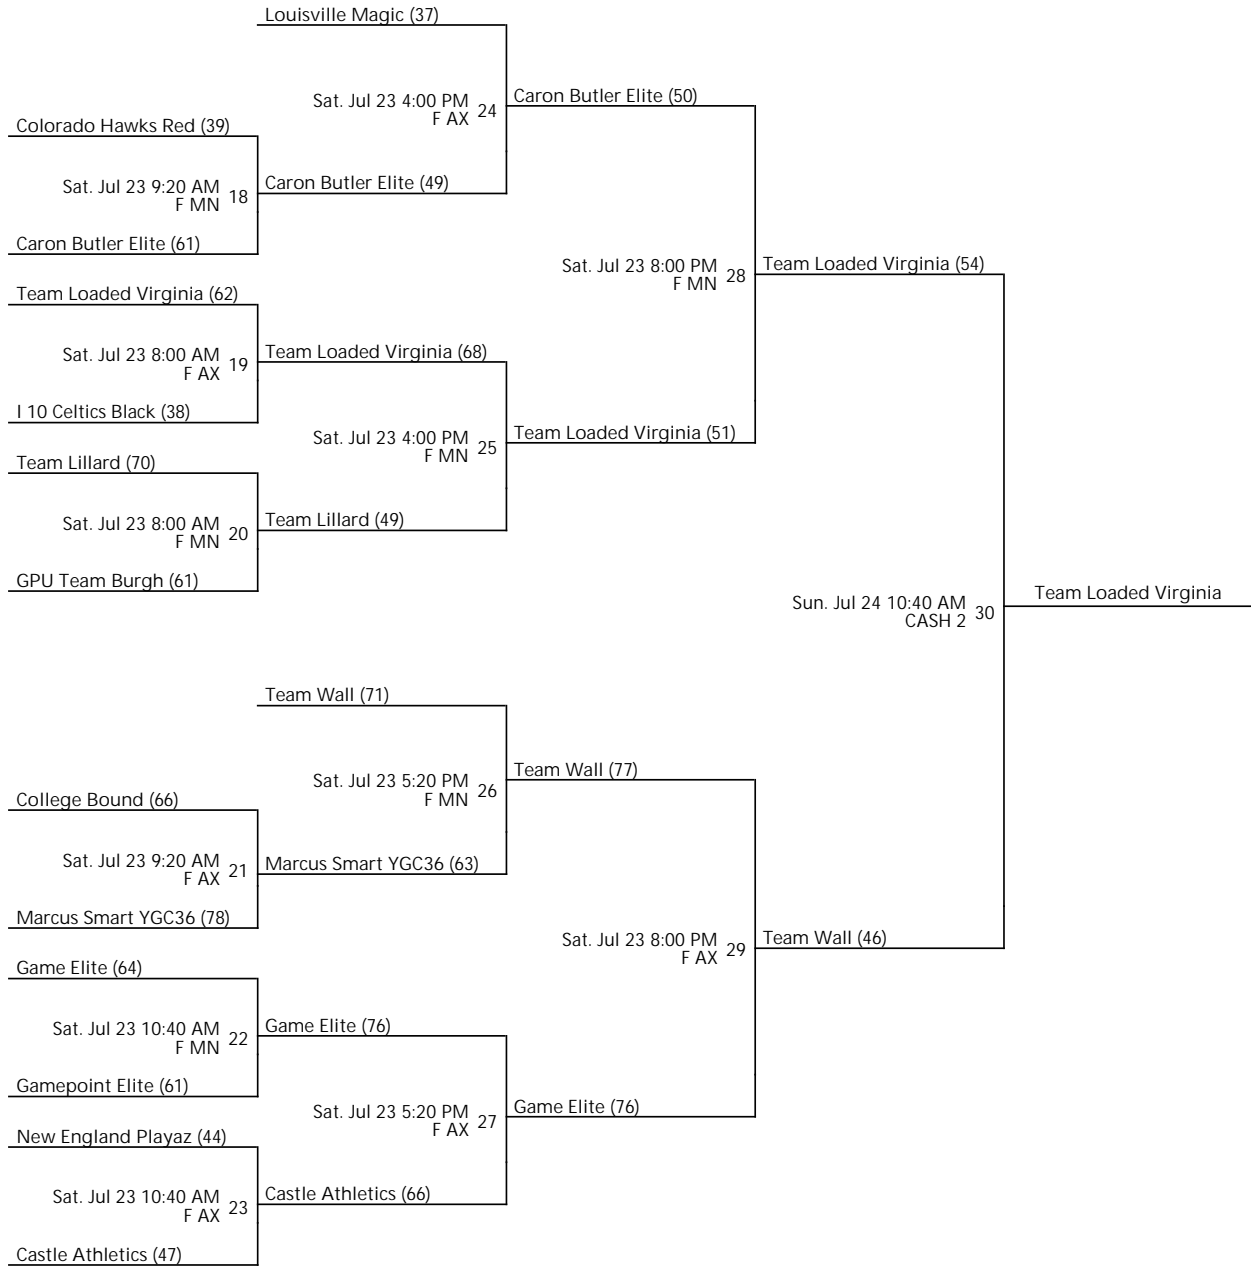 Louisville Magic (37)
Sat. Jul 23 4:00 PM
F AX 24
Caron Butler Elite (50)
Colorado Hawks Red (39)
Sat. Jul 23 9:20 AM
F MN 18
Caron Butler Elite (49)
Caron Butler Elite (61)
Sat. Jul 23 8:00 PM
F MN 28
Team Loaded Virginia (54)
Team Loaded Virginia (62)
Sat. Jul 23 8:00 AM
F AX 19
Team Loaded Virginia (68)
I 10 Celtics Black (38)
Sat. Jul 23 4:00 PM
F MN 25
Team Loaded Virginia (51)
Team Lillard (70)
Sat. Jul 23 8:00 AM
F MN 20
Team Lillard (49)
GPU Team Burgh (61)
Sun. Jul 24 10:40 AM
CASH 2 30
Team Loaded Virginia
Team Wall (71)
Sat. Jul 23 5:20 PM
F MN 26
Team Wall (77)
College Bound (66)
Sat. Jul 23 9:20 AM
F AX 21
Marcus Smart YGC36 (63)
Marcus Smart YGC36 (78)
Sat. Jul 23 8:00 PM
F AX 29
Team Wall (46)
Game Elite (64)
Sat. Jul 23 10:40 AM
F MN 22
Game Elite (76)
Gamepoint Elite (61)
Sat. Jul 23 5:20 PM
F AX 27
Game Elite (76)
New England Playaz (44)
Sat. Jul 23 10:40 AM
F AX 23
Castle Athletics (66)
Castle Athletics (47)